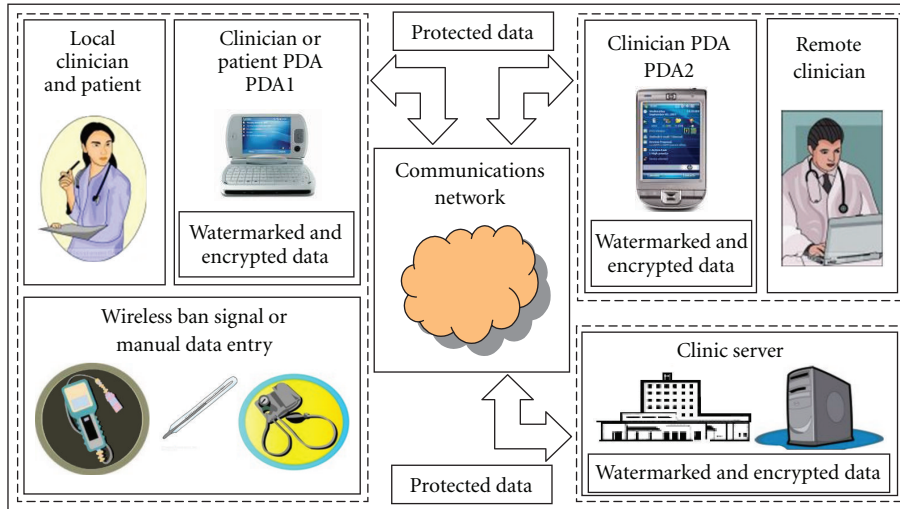 Local
clinician
and patient
Clinician or
patient PDA
PDA1
Watermarked and
encrypted data
Wireless ban signal or
manual data entry
Protected data
Communications
network
Protected data
Clinician PDA
PDA2
Watermarked and
encrypted data
Remote
clinician
Clinic server
Watermarked and encrypted data